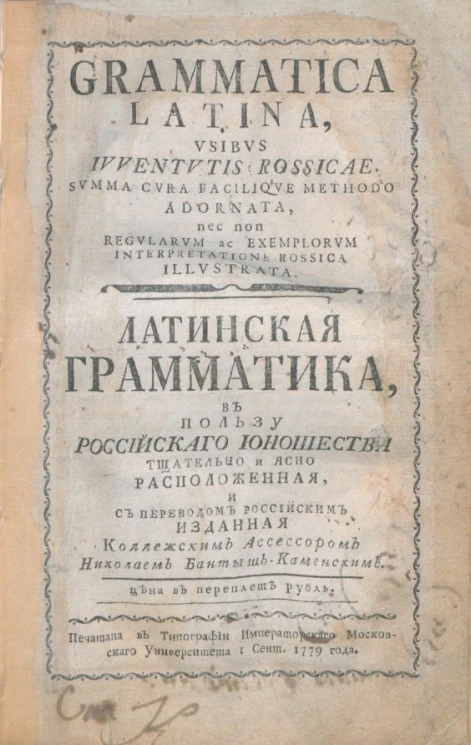 GRAMMATICA
LATINA,
VSIBVS
IVVENTVTIS ROSSICAE.
SVMMA CVRA FACILIQVE METHODO
ADORNATA,
nec non
REGVLARVM ac EXEMPLORVM
INTERPRETATIONE ROSSICA
ILLVSTRATA.
ЛАТИНСКАЯ
ГРАММАТИКА,
ВЪ
ПОЛЬЗУ
РОССІЙСКАГО ЮНОШЕСТВА
ТЩАТЕЛЬНО и ЯСНО
РАСПОЛОЖЕННАЯ,
И
СЪ ПЕРЕВОДОМЪ РОССІЙСКИМЪ
ИЗДАННАЯ
Коллежскимъ Ассессоромъ
Николаемъ Бантышъ-Каменскимъ.
цѣна въ переплетѣ рубль.
Печатана въ Типографіи Императорскаго Москов-
скаго Университета 1 Сент. 1779 года.